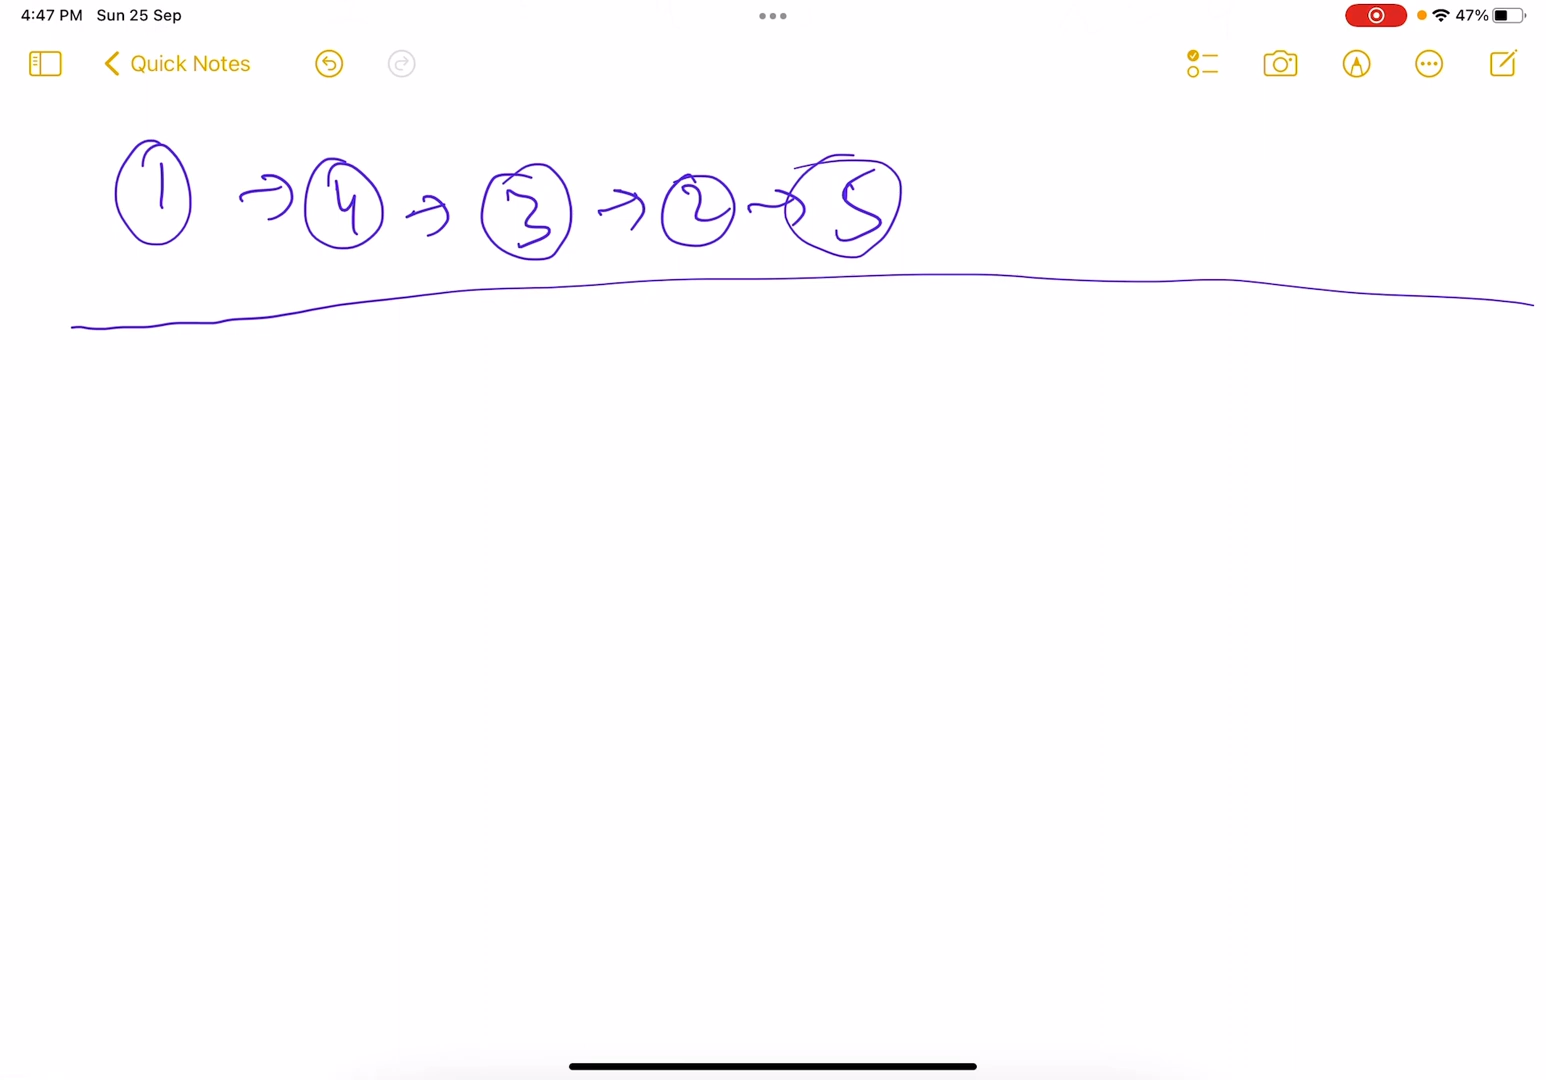 4:47 PM Sun 25 Sep 47%
Quick Notes
1 → 4 → 3 → 2 → 5